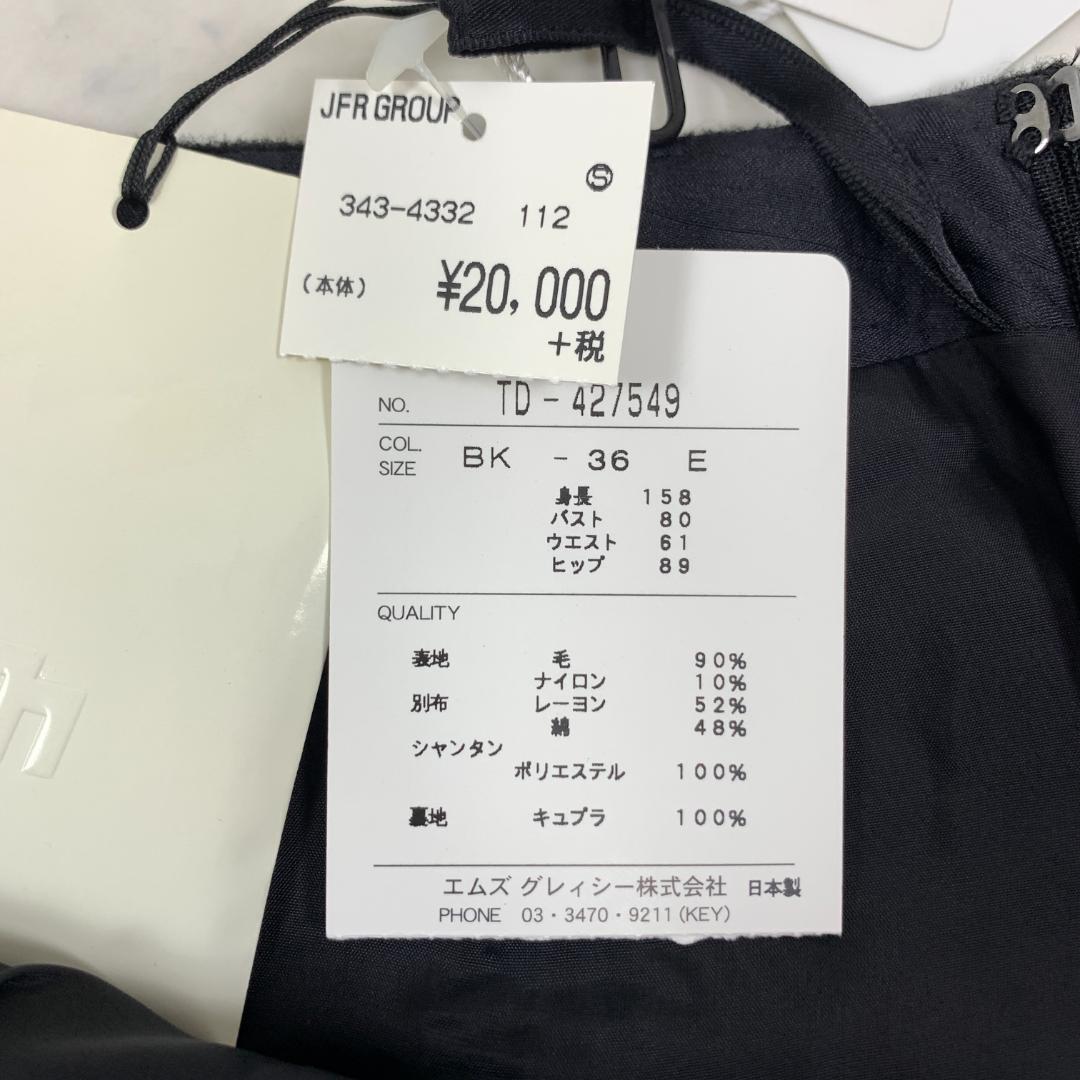 JFR GROUP
Ⓢ
343-4332 112
(本体) ¥20,000
+税
NO. TD-427549
COL. SIZE BK - 36 E
身長 158
バスト 80
ウエスト 61
ヒップ 89
QUALITY
表地 毛 90%
ナイロン 10%
別布 レーヨン 52%
綿 48%
シャンタン
ポリエステル 100%
裏地 キュプラ 100%
エムズ グレィシー株式会社 日本製
PHONE 03・3470・9211(KEY)